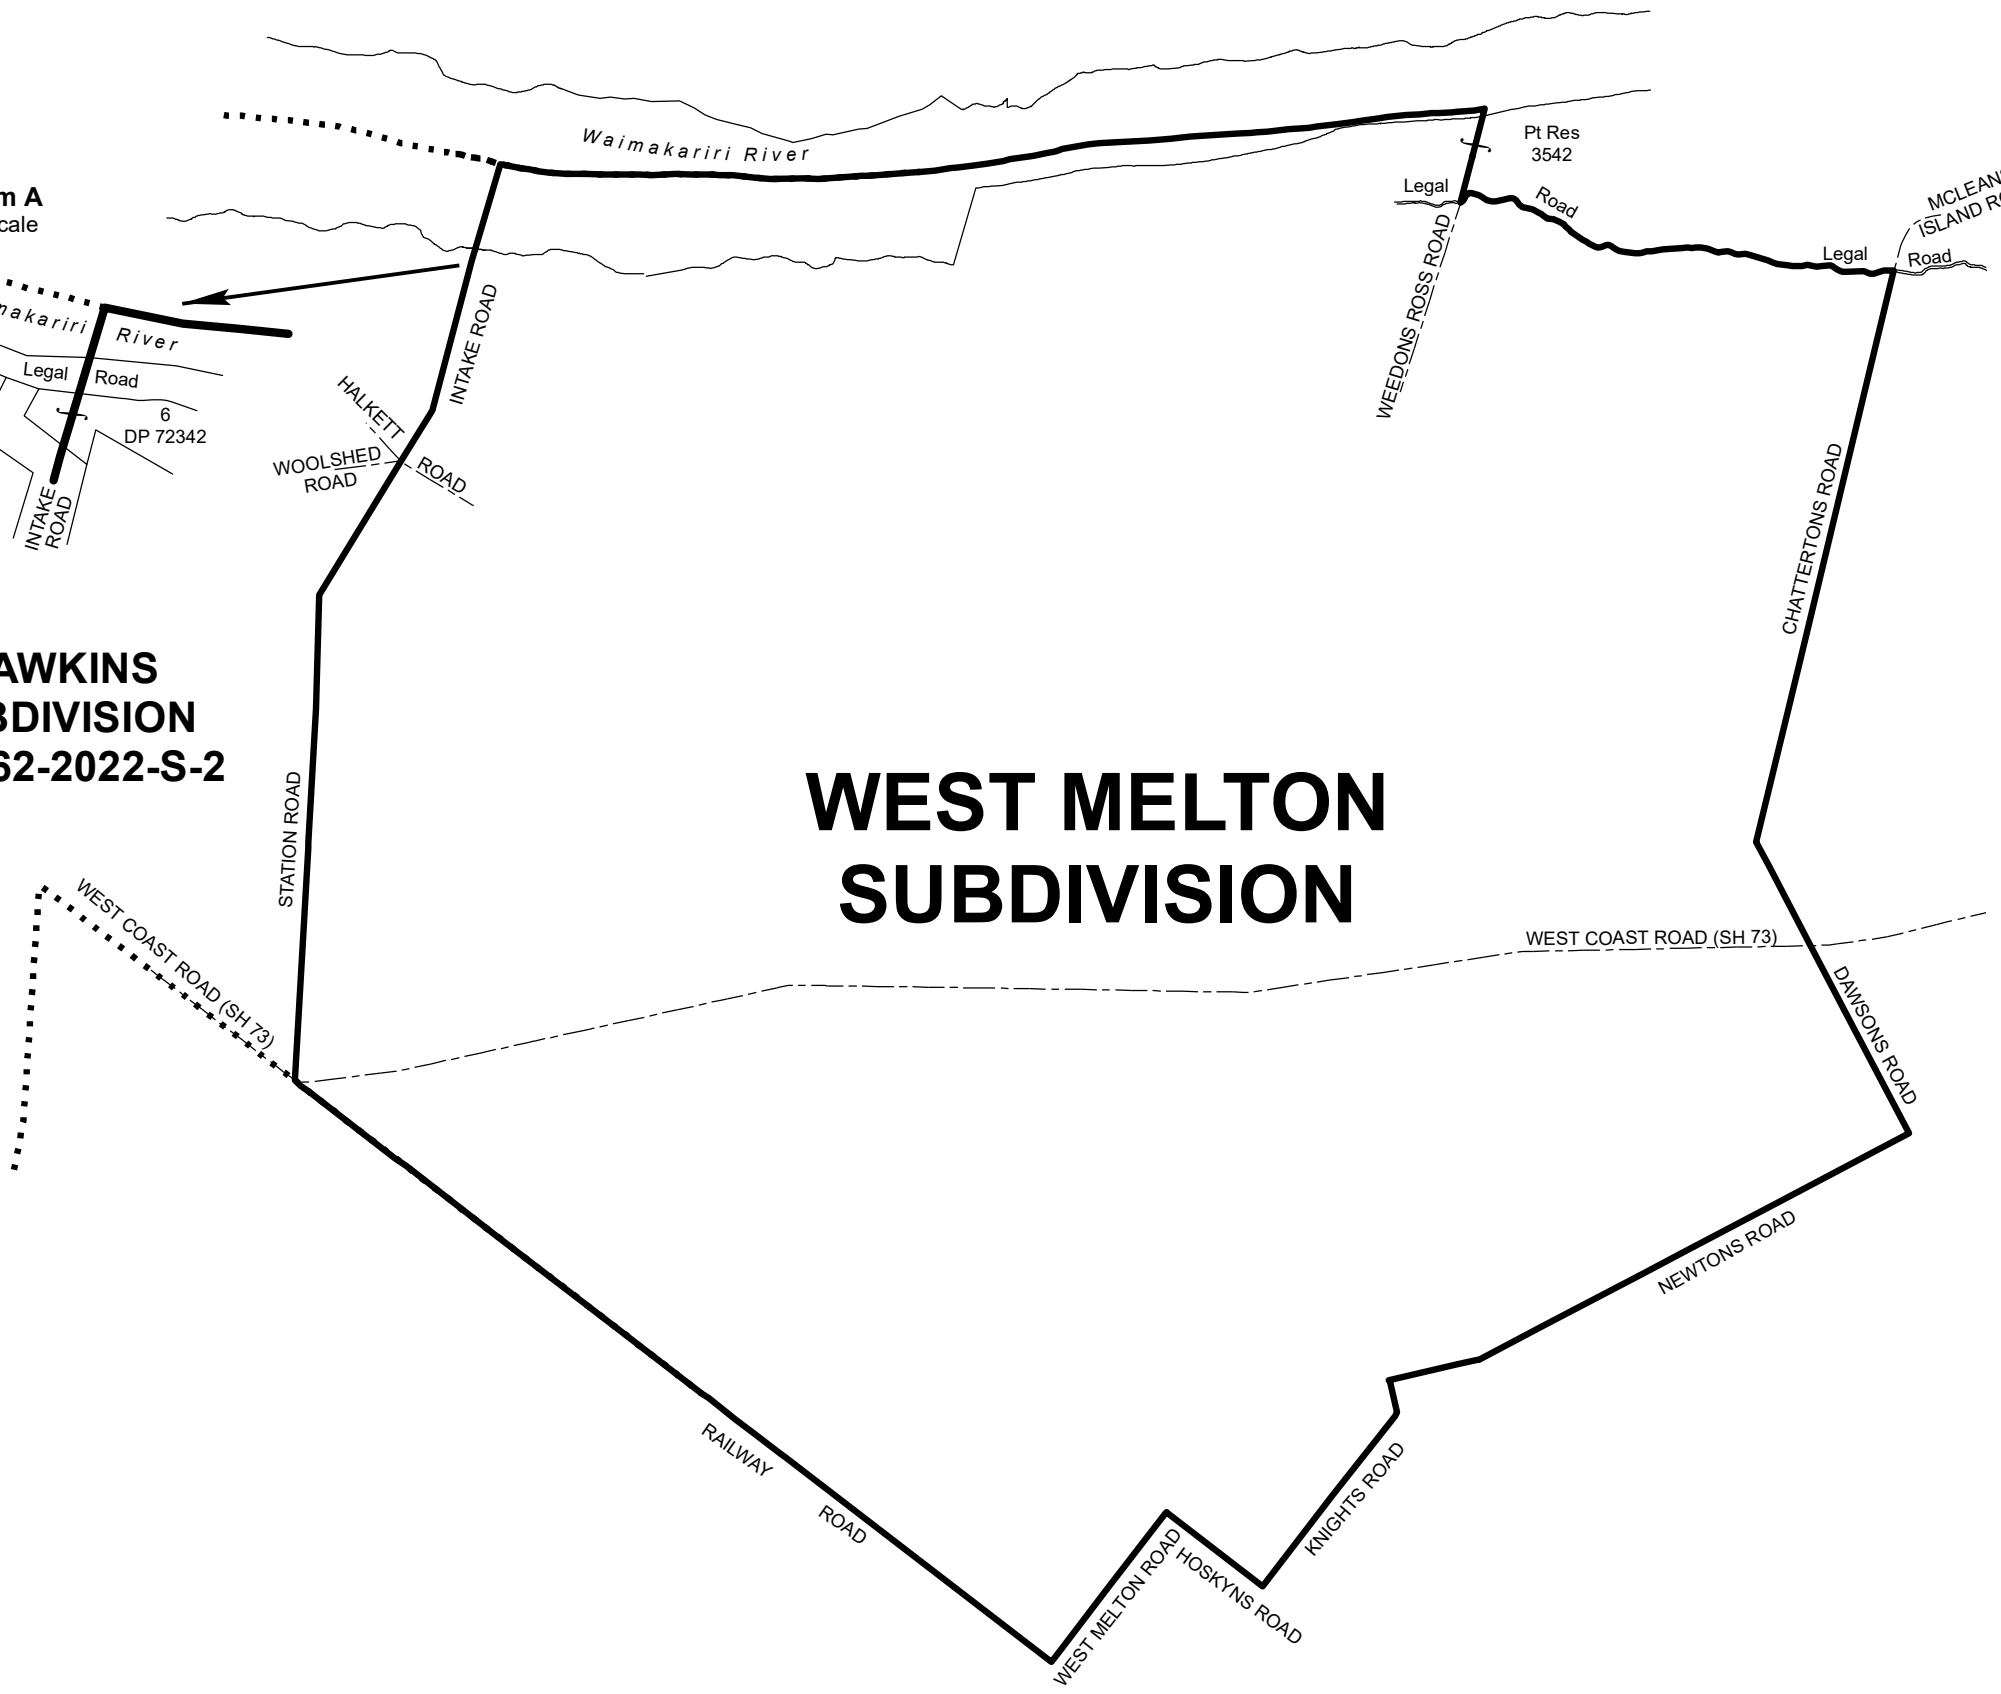 Waimakariri River
Pt Res
3542
Legal
Road
MCLEAN
ISLAND
Legal
Road
m A
cale
makariri
River
Legal
Road
6
DP 72342
INTAKE
ROAD
INTAKE ROAD
HALKETT
ROAD
WOOLSHED
ROAD
WEEDONS ROSS ROAD
CHATTERTONS ROAD
AWKINS
BDIVISION
62-2022-S-2
STATION ROAD
WEST MELTON
SUBDIVISION
WEST COAST ROAD (SH 73)
WEST COAST ROAD (SH 73)
DAWSONS ROAD
NEWTONS ROAD
RAILWAY
ROAD
KNIGHTS ROAD
WEST MELTON ROAD
HOSKYNS ROAD